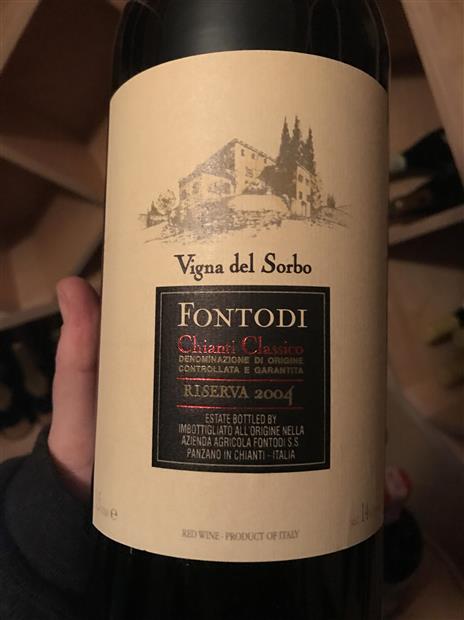 Vigna del Sorbo
FONTODI
Chianti Classico
DENOMINAZIONE DI ORIGINE
CONTROLLATA E GARANTITA
RISERVA 2004
ESTATE BOTTLED BY
IMBOTTIGLIATO ALL'ORIGINE NELLA
AZIENDA AGRICOLA FONTODI S.S.
PANZANO IN CHIANTI - ITALIA
RED WINE - PRODUCT OF ITALY